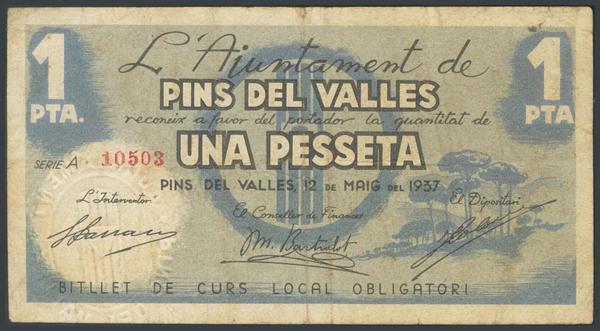 1 PTA.
1 PTA
L'Ajuntament de
PINS DEL VALLES
reconeix a favor del portador la quantitat de
UNA PESSETA
SERIE A 10503
PINS DEL VALLES, 12 DE MAIG DEL 1937
L'Interventor
El Conseller de Finances
El Dipositari
M. Bartralot
BITLLET DE CURS LOCAL OBLIGATORI